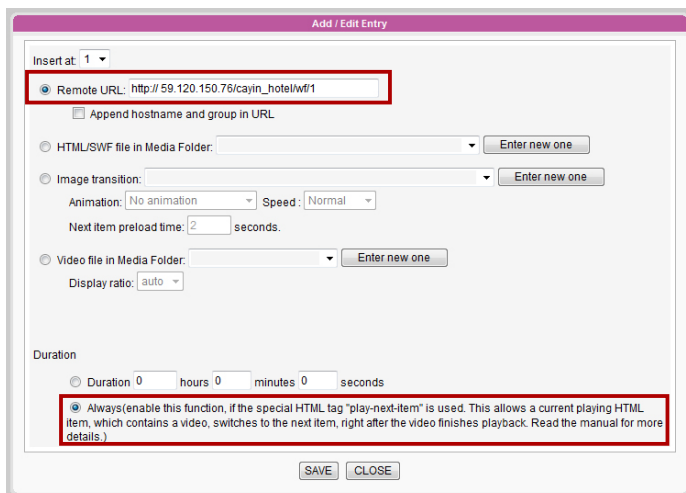 Add / Edit Entry
Insert at: 1
Remote URL: http:// 59.120.150.76/cayin_hotel/wf/1
Append hostname and group in URL
HTML/SWF file in Media Folder: Enter new one
Image transition: Enter new one
Animation: No animation Speed : Normal
Next item preload time: 2 seconds.
Video file in Media Folder: Enter new one
Display ratio: auto
Duration
Duration 0 hours 0 minutes 0 seconds
Always(enable this function, if the special HTML tag "play-next-item" is used. This allows a current playing HTML
item, which contains a video, switches to the next item, right after the video finishes playback. Read the manual for more
details.)
SAVE CLOSE